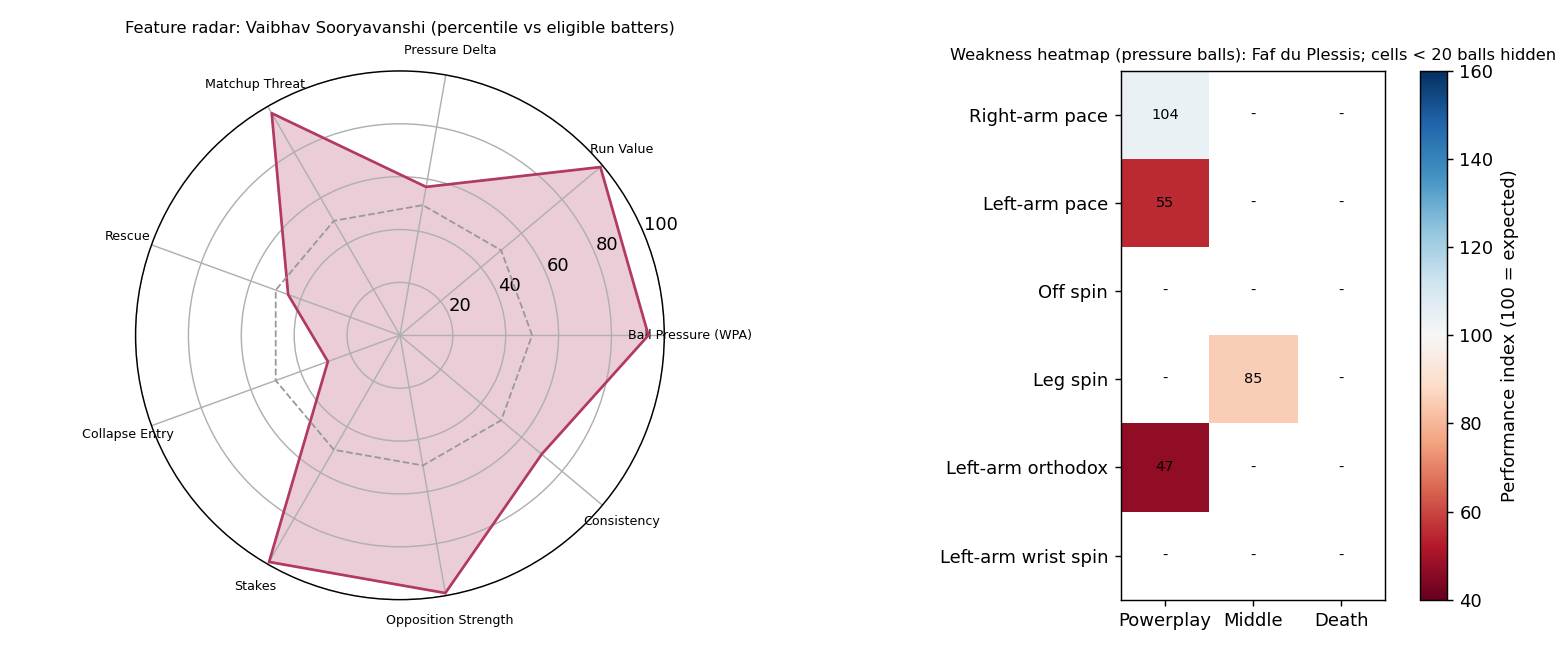 Feature radar: Vaibhav Sooryavanshi (percentile vs eligible batters)
Pressure Delta
Matchup Threat
Run Value
Rescue
100
80
60
40
20
Ball Pressure (WPA)
Collapse Entry
Consistency
Stakes
Opposition Strength
Weakness heatmap (pressure balls): Faf du Plessis; cells < 20 balls hidden
Right-arm pace 104 - -
Left-arm pace 55 - -
Off spin - - -
Leg spin - 85 -
Left-arm orthodox 47 - -
Left-arm wrist spin - - -
Powerplay Middle Death
160
140
120
100
80
60
40
Performance index (100 = expected)